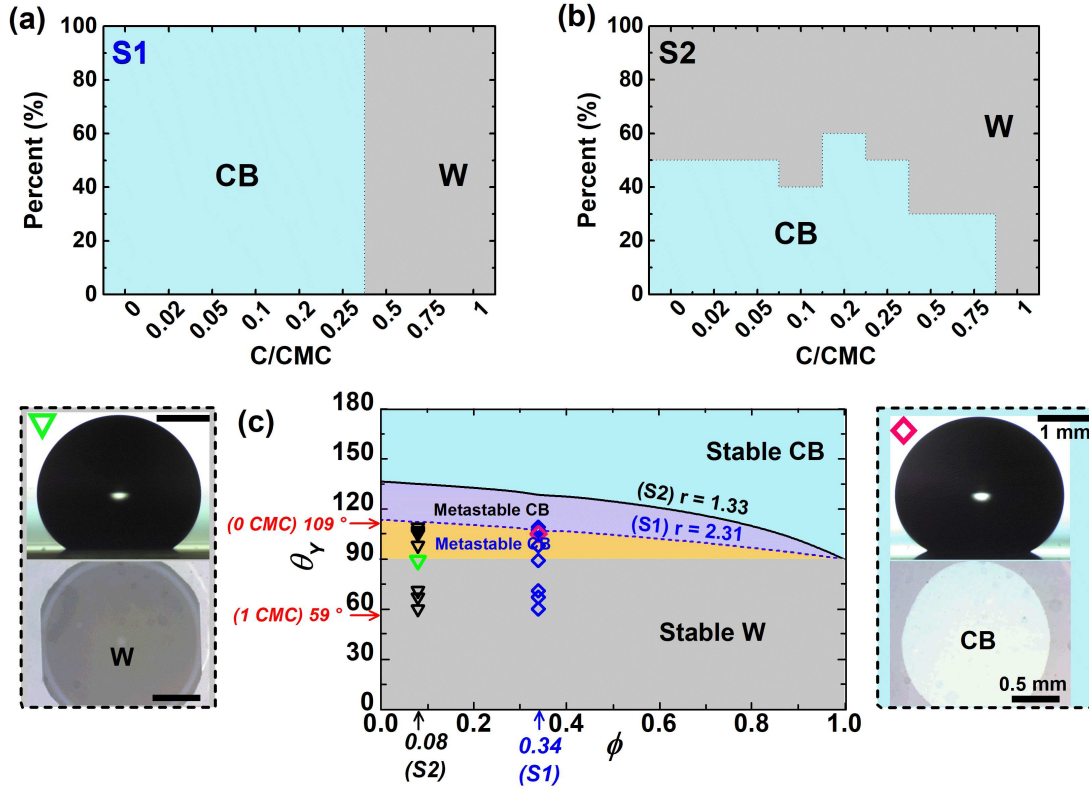 (a)
S1
100
80
60
40
20
0
Percent (%)
CB
W
0
0.02
0.05
0.1
0.2
0.25
0.5
0.75
1
C/CMC
(b)
S2
100
80
60
40
20
0
Percent (%)
CB
W
0
0.02
0.05
0.1
0.2
0.25
0.5
0.75
1
C/CMC
W
(c)
180
150
120
90
60
30
0
θY
(0 CMC) 109 °
(1 CMC) 59 °
Stable CB
(S2) r = 1.33
Metastable CB
(S1) r = 2.31
Metastable CB
Stable W
0.0
0.2
0.4
0.6
0.8
1.0
0.08
(S2)
0.34
(S1)
ϕ
1 mm
CB
0.5 mm